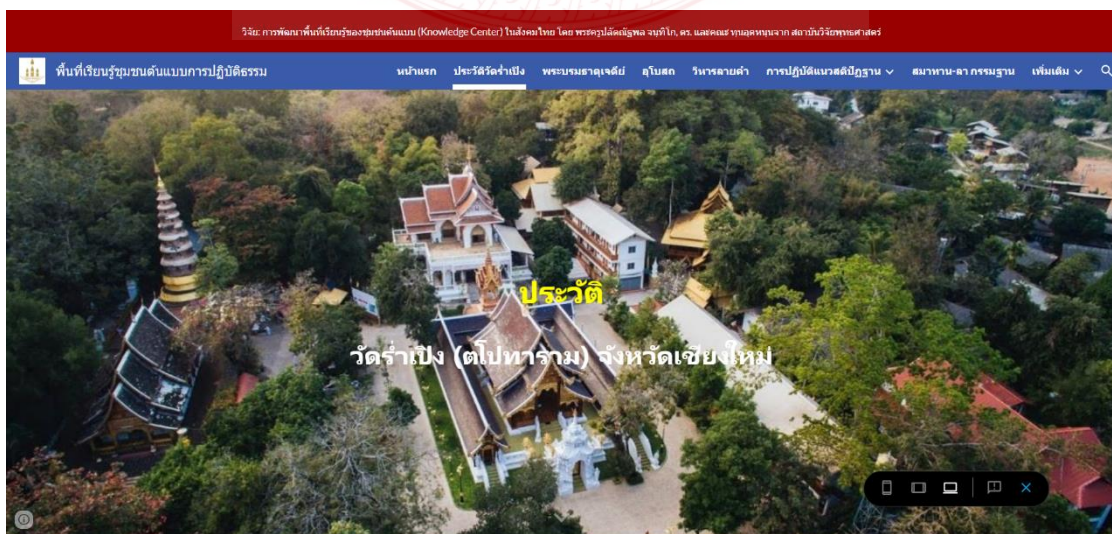 วิจัย: การพัฒนาพื้นที่เรียนรู้ของชุมชนต้นแบบ (Knowledge Center) ในสังคมไทย โดย พระครูปลัดณัฐพล จนฺทิโก, ดร. และคณะ ทุนอุดหนุนจาก สถาบันวิจัยพุทธศาสตร์
พื้นที่เรียนรู้ชุมชนต้นแบบการปฏิบัติธรรม
หน้าแรก ประวัติวัดร่ำเปิง พระบรมธาตุเจดีย์ อุโบสถ วิหารลายคำ การปฏิบัติแนวสติปัฏฐาน สมาทาน-ลา กรรมฐาน เพิ่มเติม
ประวัติ
วัดร่ำเปิง (ตโปทาราม) จังหวัดเชียงใหม่